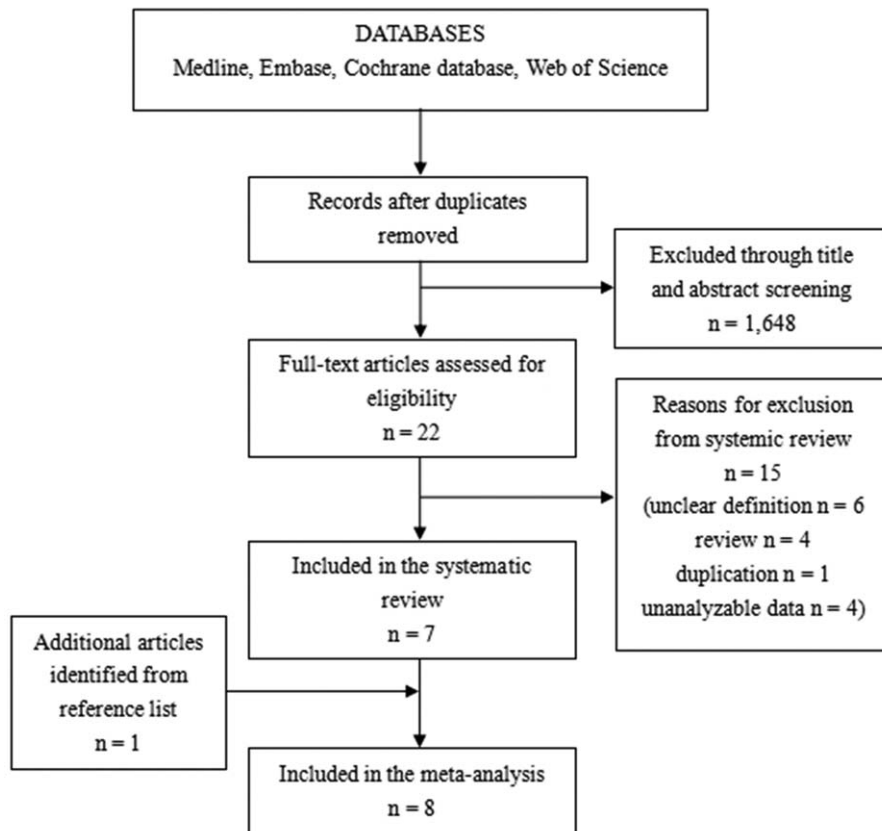 DATABASES
Medline, Embase, Cochrane database, Web of Science
Records after duplicates
removed
Excluded through title
and abstract screening
n = 1,648
Full-text articles assessed for
eligibility
n = 22
Reasons for exclusion
from systemic review
n = 15
(unclear definition n = 6
review n = 4
duplication n = 1
unanalyzable data n = 4)
Included in the systematic
review
n = 7
Additional articles
identified from
reference list
n = 1
Included in the meta-analysis
n = 8